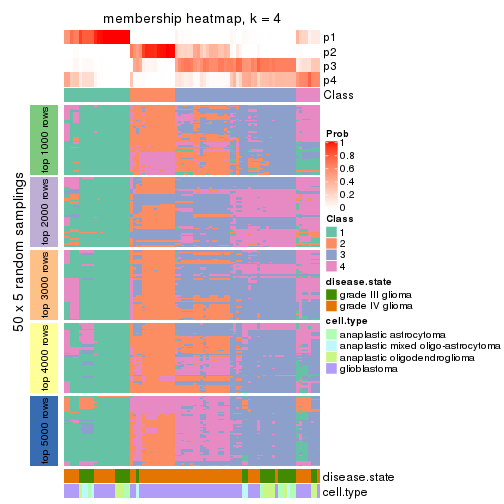 membership heatmap, k = 4
p1
p2
p3
p4
Class
50 x 5 random samplings
top 1000 rows
top 2000 rows
top 3000 rows
top 4000 rows
top 5000 rows
disease.state
cell.type
Prob
1
0.8
0.6
0.4
0.2
0
Class
1
2
3
4
disease.state
grade III glioma
grade IV glioma
cell.type
anaplastic astrocytoma
anaplastic mixed oligo-astrocytoma
anaplastic oligodendroglioma
glioblastoma